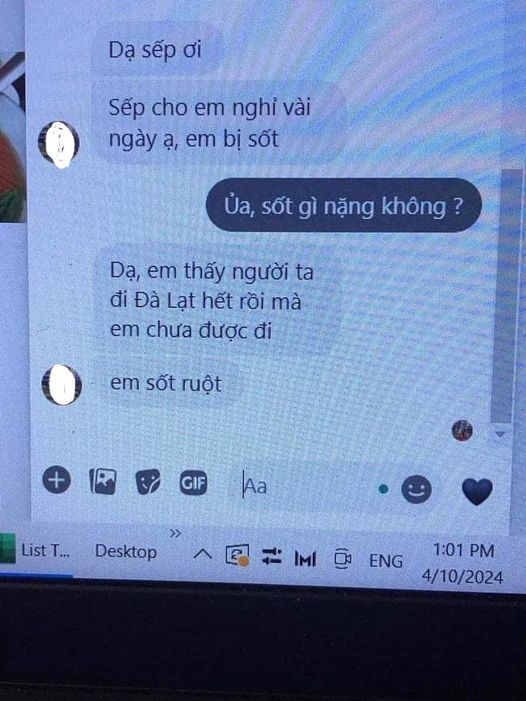 Dạ sếp ơi
Sếp cho em nghỉ vài
ngày ạ, em bị sốt
Ủa, sốt gì nặng không ?
Dạ, em thấy người ta
đi Đà Lạt hết rồi mà
em chưa được đi
em sốt ruột
GIF
Aa
List T...
Desktop
ENG
1:01 PM
4/10/2024